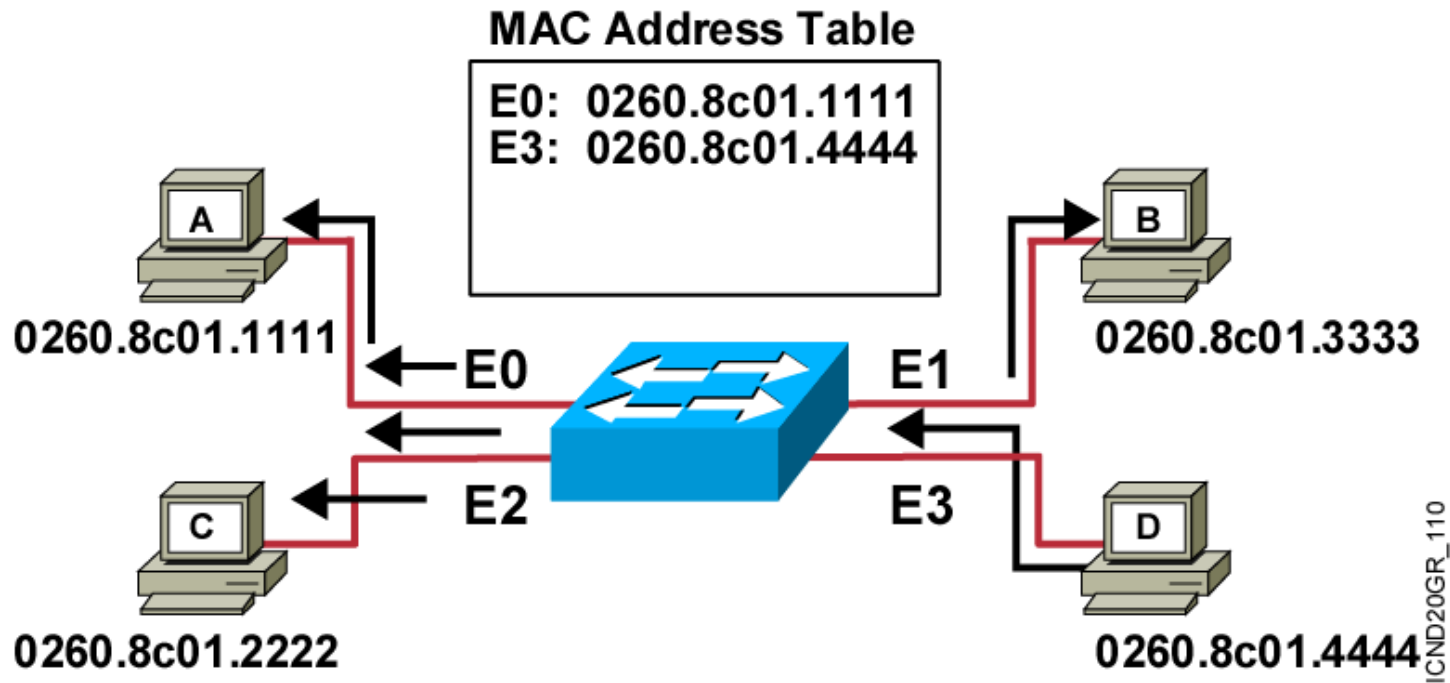 MAC Address Table
E0: 0260.8c01.1111
E3: 0260.8c01.4444
A
B
0260.8c01.1111
0260.8c01.3333
E0
E1
E2
E3
C
D
0260.8c01.2222
0260.8c01.4444
ICND20GR_110